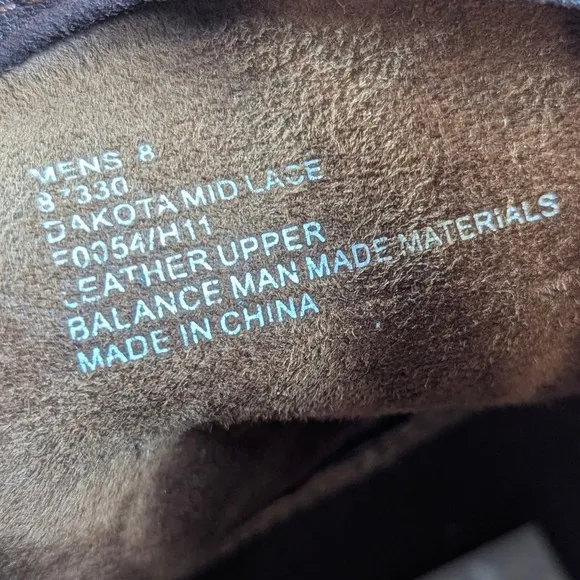 MENS 8
87330
DAKOTA MID LACE
F0054/H11
LEATHER UPPER
BALANCE MAN MADE MATERIALS
MADE IN CHINA